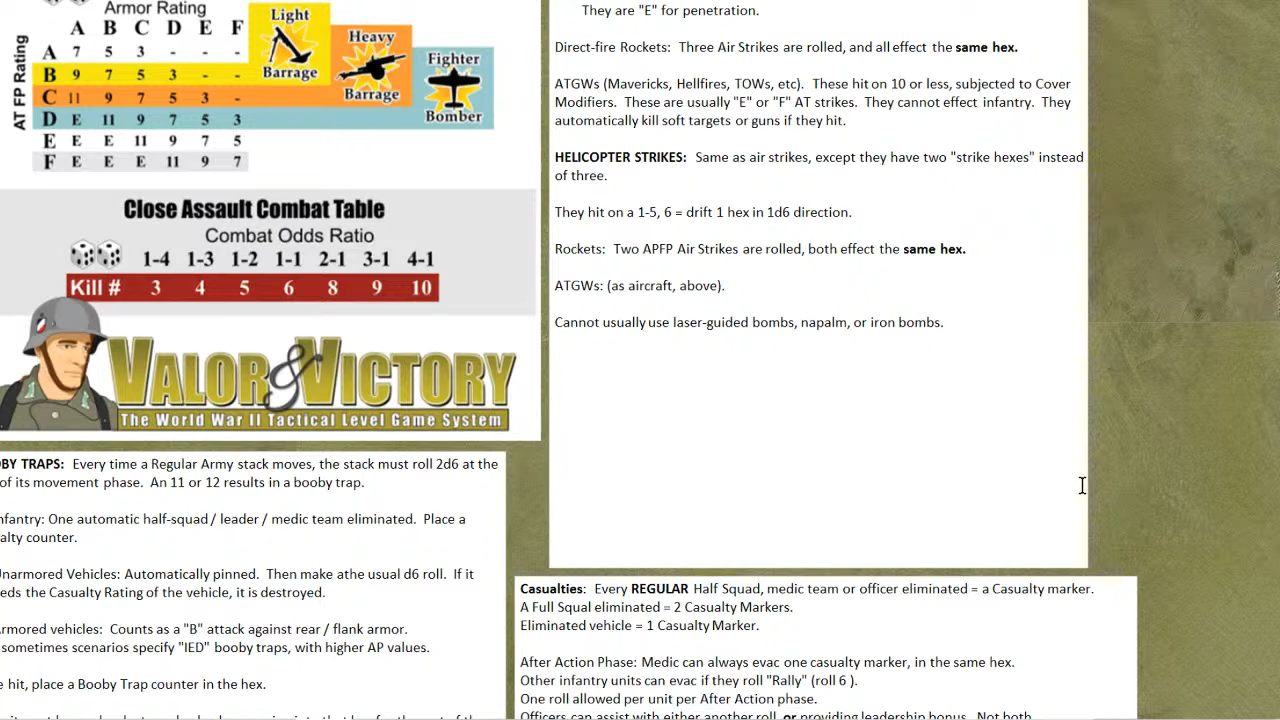 Armor Rating
A B C D E F
AT FP Rating
A 7 5 3 - - -
B 9 7 5 3 - -
C 11 9 7 5 3 -
D E 11 9 7 5 3
E E E 11 9 7 5
F E E E 11 9 7
Light
Barrage
Heavy
Barrage
Fighter
Bomber
Close Assault Combat Table
Combat Odds Ratio
1-4 1-3 1-2 1-1 2-1 3-1 4-1
Kill # 3 4 5 6 8 9 10
VALOR & VICTORY
The World War II Tactical Level Game System
BY TRAPS: Every time a Regular Army stack moves, the stack must roll 2d6 at the
of its movement phase. An 11 or 12 results in a booby trap.
nfantry: One automatic half-squad / leader / medic team eliminated. Place a
alty counter.
Unarmored Vehicles: Automatically pinned. Then make athe usual d6 roll. If it
eds the Casualty Rating of the vehicle, it is destroyed.
Armored vehicles: Counts as a "B" attack against rear / flank armor.
sometimes scenarios specify "IED" booby traps, with higher AP values.
e hit, place a Booby Trap counter in the hex.
They are "E" for penetration.
Direct-fire Rockets: Three Air Strikes are rolled, and all effect the same hex.
ATGWs (Mavericks, Hellfires, TOWs, etc). These hit on 10 or less, subjected to Cover
Modifiers. These are usually "E" or "F" AT strikes. They cannot effect infantry. They
automatically kill soft targets or guns if they hit.
HELICOPTER STRIKES: Same as air strikes, except they have two "strike hexes" instead
of three.
They hit on a 1-5, 6 = drift 1 hex in 1d6 direction.
Rockets: Two APFP Air Strikes are rolled, both effect the same hex.
ATGWs: (as aircraft, above).
Cannot usually use laser-guided bombs, napalm, or iron bombs.
Casualties: Every REGULAR Half Squad, medic team or officer eliminated = a Casualty marker.
A Full Squal eliminated = 2 Casualty Markers.
Eliminated vehicle = 1 Casualty Marker.
After Action Phase: Medic can always evac one casualty marker, in the same hex.
Other infantry units can evac if they roll "Rally" (roll 6 ).
One roll allowed per unit per After Action phase.
Officers can assist with either another roll, or providing leadership bonus. Not both